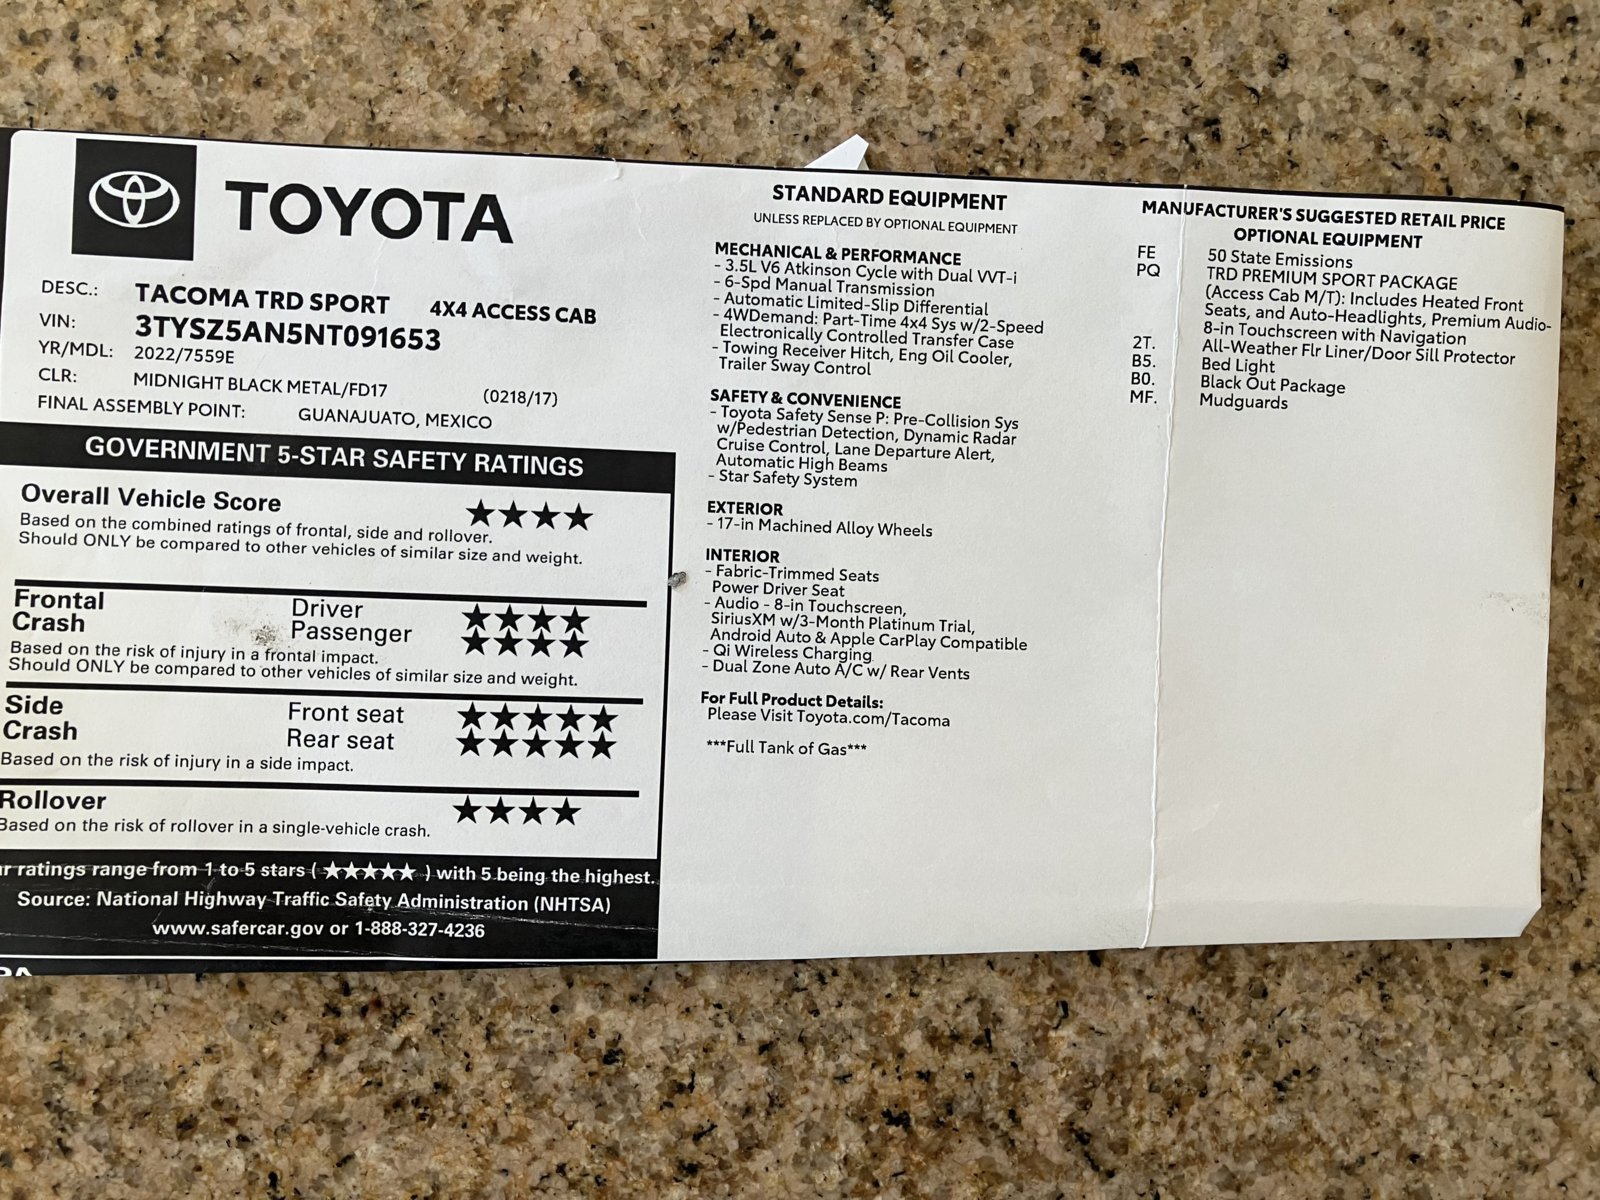 TOYOTA
DESC.: TACOMA TRD SPORT 4X4 ACCESS CAB
VIN: 3TYSZ5AN5NT091653
YR/MDL: 2022/7559E
CLR: MIDNIGHT BLACK METAL/FD17 (0218/17)
FINAL ASSEMBLY POINT: GUANAJUATO, MEXICO
GOVERNMENT 5-STAR SAFETY RATINGS
Overall Vehicle Score ★★★★
Based on the combined ratings of frontal, side and rollover.
Should ONLY be compared to other vehicles of similar size and weight.
Frontal Driver ★★★★
Crash Passenger ★★★★
Based on the risk of injury in a frontal impact.
Should ONLY be compared to other vehicles of similar size and weight.
Side Front seat ★★★★★
Crash Rear seat ★★★★★
Based on the risk of injury in a side impact.
Rollover ★★★★
Based on the risk of rollover in a single-vehicle crash.
r ratings range from 1 to 5 stars (★★★★★) with 5 being the highest.
Source: National Highway Traffic Safety Administration (NHTSA)
www.safercar.gov or 1-888-327-4236
STANDARD EQUIPMENT
UNLESS REPLACED BY OPTIONAL EQUIPMENT
MECHANICAL & PERFORMANCE
- 3.5L V6 Atkinson Cycle with Dual VVT-i
- 6-Spd Manual Transmission
- Automatic Limited-Slip Differential
- 4WDemand: Part-Time 4x4 Sys w/2-Speed
Electronically Controlled Transfer Case
- Towing Receiver Hitch, Eng Oil Cooler,
Trailer Sway Control
SAFETY & CONVENIENCE
- Toyota Safety Sense P: Pre-Collision Sys
w/Pedestrian Detection, Dynamic Radar
Cruise Control, Lane Departure Alert,
Automatic High Beams
- Star Safety System
EXTERIOR
- 17-in Machined Alloy Wheels
INTERIOR
- Fabric-Trimmed Seats
Power Driver Seat
- Audio - 8-in Touchscreen,
SiriusXM w/3-Month Platinum Trial,
Android Auto & Apple CarPlay Compatible
- Qi Wireless Charging
- Dual Zone Auto A/C w/ Rear Vents
For Full Product Details:
Please Visit Toyota.com/Tacoma
***Full Tank of Gas***
MANUFACTURER'S SUGGESTED RETAIL PRICE
OPTIONAL EQUIPMENT
FE 50 State Emissions
PQ TRD PREMIUM SPORT PACKAGE
(Access Cab M/T): Includes Heated Front
Seats, and Auto-Headlights, Premium Audio-
8-in Touchscreen with Navigation
2T. All-Weather Flr Liner/Door Sill Protector
B5. Bed Light
B0. Black Out Package
MF. Mudguards